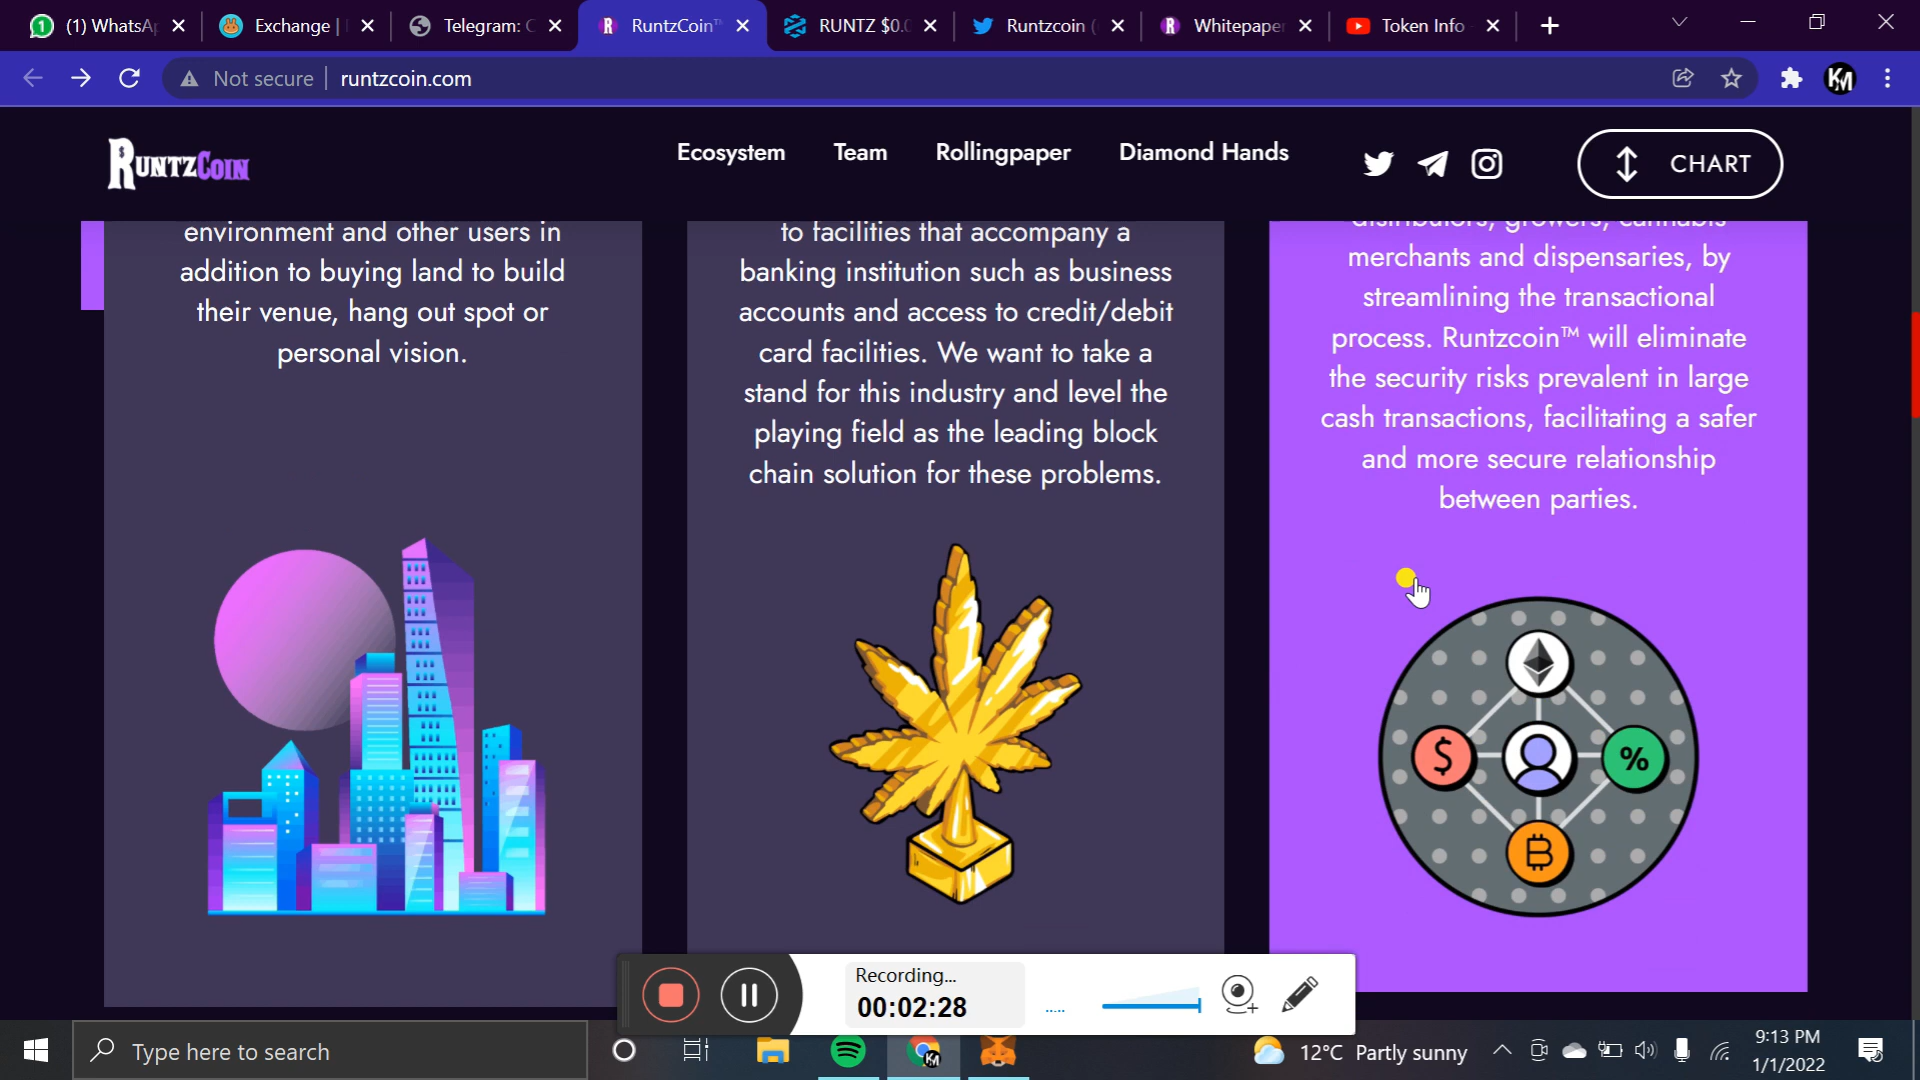 (1) WhatsA
Exchange |
Telegram: C
RuntzCoin™
RUNTZ $0.0
Runtzcoin (
Whitepaper
Token Info -
Not secure
runtzcoin.com
KM
RUNTZCOIN
Ecosystem
Team
Rollingpaper
Diamond Hands
CHART
environment and other users in
addition to buying land to build
their venue, hang out spot or
personal vision.
to facilities that accompany a
banking institution such as business
accounts and access to credit/debit
card facilities. We want to take a
stand for this industry and level the
playing field as the leading block
chain solution for these problems.
distributors, growers, cannabis
merchants and dispensaries, by
streamlining the transactional
process. Runtzcoin™ will eliminate
the security risks prevalent in large
cash transactions, facilitating a safer
and more secure relationship
between parties.
$
%
Recording...
00:02:28
Type here to search
12°C Partly sunny
9:13 PM
1/1/2022